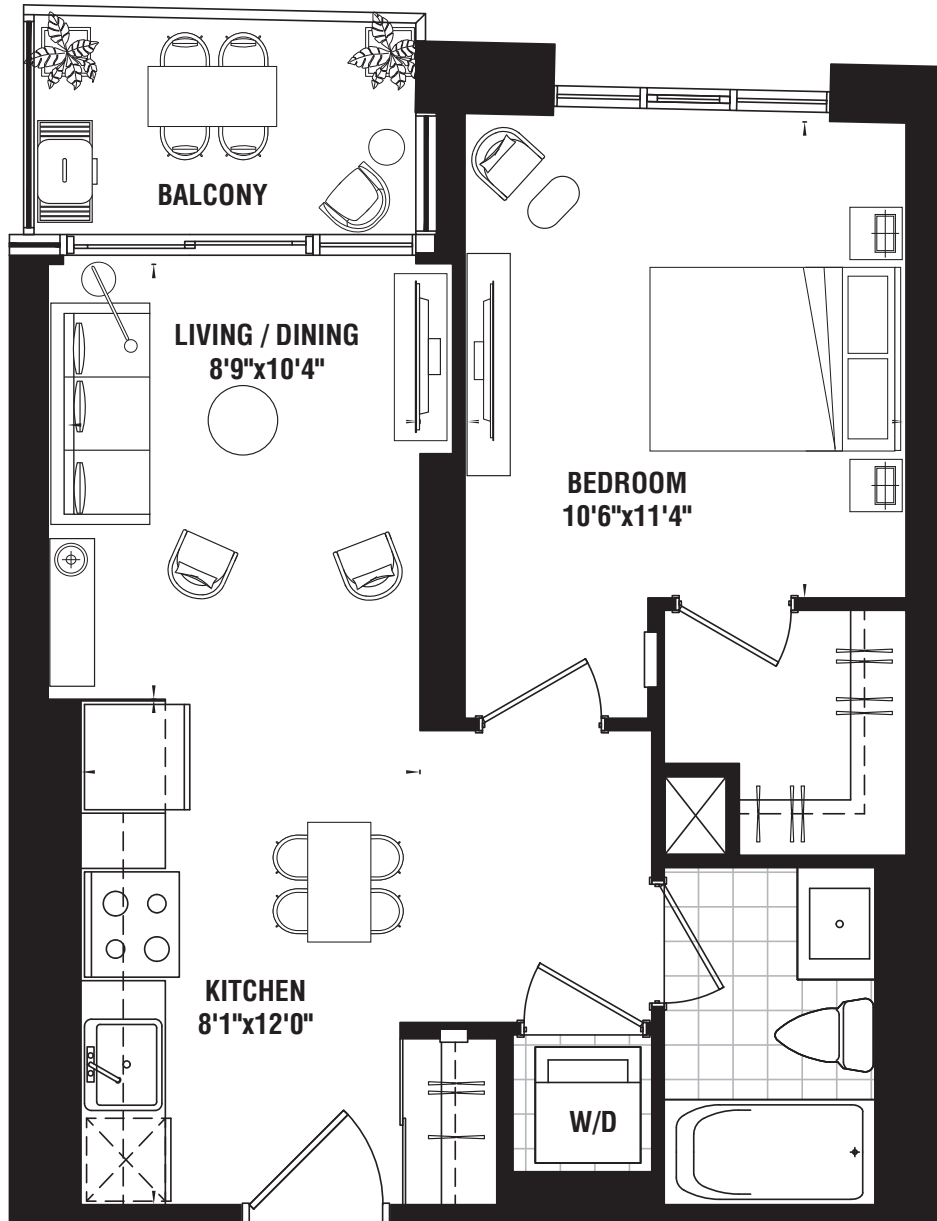 BALCONY
LIVING / DINING
8'9"x10'4"
BEDROOM
10'6"x11'4"
KITCHEN
8'1"x12'0"
W/D